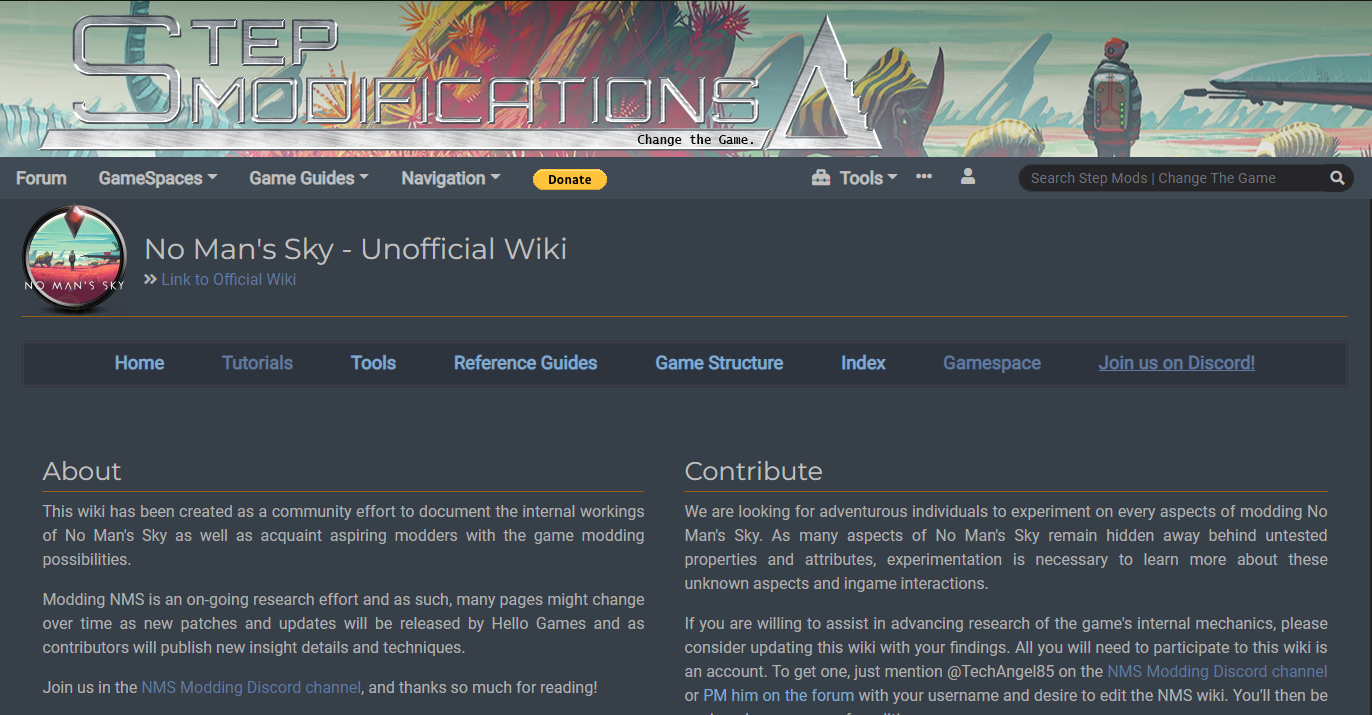 STEP
MODIFICATIONS
Change the Game.
Forum GameSpaces Game Guides Navigation Donate Tools Search Step Mods | Change The Game
No Man's Sky - Unofficial Wiki
Link to Official Wiki
NO MAN'S SKY
Home Tutorials Tools Reference Guides Game Structure Index Gamespace Join us on Discord!
About
This wiki has been created as a community effort to document the internal workings
of No Man's Sky as well as acquaint aspiring modders with the game modding
possibilities.
Modding NMS is an on-going research effort and as such, many pages might change
over time as new patches and updates will be released by Hello Games and as
contributors will publish new insight details and techniques.
Join us in the NMS Modding Discord channel, and thanks so much for reading!
Contribute
We are looking for adventurous individuals to experiment on every aspects of modding No
Man's Sky. As many aspects of No Man's Sky remain hidden away behind untested
properties and attributes, experimentation is necessary to learn more about these
unknown aspects and ingame interactions.
If you are willing to assist in advancing research of the game's internal mechanics, please
consider updating this wiki with your findings. All you will need to participate to this wiki is
an account. To get one, just mention @TechAngel85 on the NMS Modding Discord channel
or PM him on the forum with your username and desire to edit the NMS wiki. You'll then be